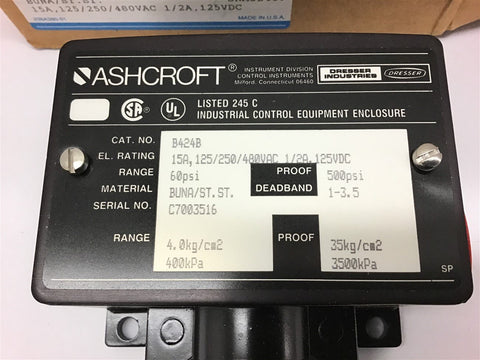 BUNA/ST.ST.
15A,125/250/480VAC 1/2A,125VDC
MADE IN U.S.
ASHCROFT®
INSTRUMENT DIVISION
CONTROL INSTRUMENTS
Milford, Connecticut 06460
DRESSER
INDUSTRIES
DRESSER
SA®
UL®
LISTED 245 C
INDUSTRIAL CONTROL EQUIPMENT ENCLOSURE
CAT. NO. B424B
EL. RATING 15A,125/250/480VAC 1/2A,125VDC
RANGE 60psi PROOF 500psi
MATERIAL BUNA/ST.ST. DEADBAND 1-3.5
SERIAL NO. C7003516
RANGE 4.0kg/cm2 PROOF 35kg/cm2
400kPa 3500kPa
SP